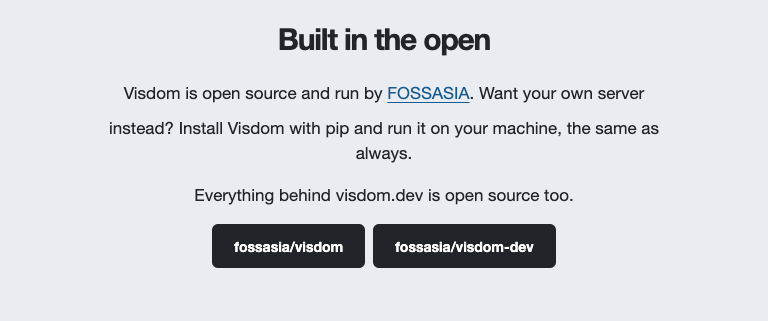 Built in the open
Visdom is open source and run by FOSSASIA. Want your own server
instead? Install Visdom with pip and run it on your machine, the same as
always.
Everything behind visdom.dev is open source too.
fossasia/visdom fossasia/visdom-dev